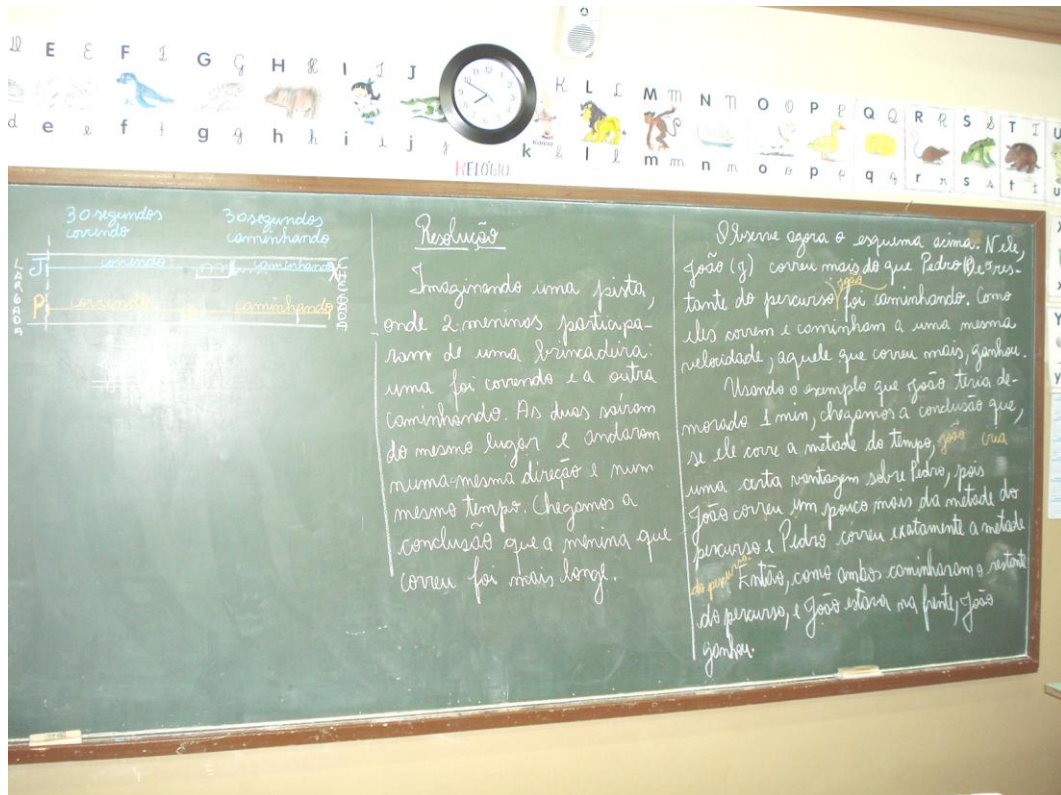 E E F F G G H H I I J J K L L M M N N O O P P Q Q R R S S T T U
d e e f f g g h h i i j j k k l l m m n n o o p p q q r r s s t t u
RELÓGIO
30 segundos
correndo
30 segundos
caminhando
LARGADA
J correndo caminhando
P correndo caminhando
CHEGADA
Resolução
Imaginando uma pista,
onde 2 meninas participa-
ram de uma brincadeira:
uma foi correndo e a outra
caminhando. As duas saíram
do mesmo lugar e andaram
numa mesma direção e num
mesmo tempo. Chegamos a
conclusão que a menina que
correu foi mais longe.
Observe agora o esquema acima. Nele,
João (J) correu mais do que Pedro (P) e o res-
tante do percurso João foi caminhando. Como
eles correm e caminham a uma mesma
velocidade, aquele que correu mais, ganhou.
Usando o exemplo que João teria de-
morado 1 min, chegamos a conclusão que,
se ele corre a metade do tempo, João cria
uma certa vantagem sobre Pedro, pois
João correu um pouco mais da metade do
percurso e Pedro correu exatamente a metade
do percurso. Então, como ambos caminharam o restante
do percurso, e João estava na frente, João
ganhou.